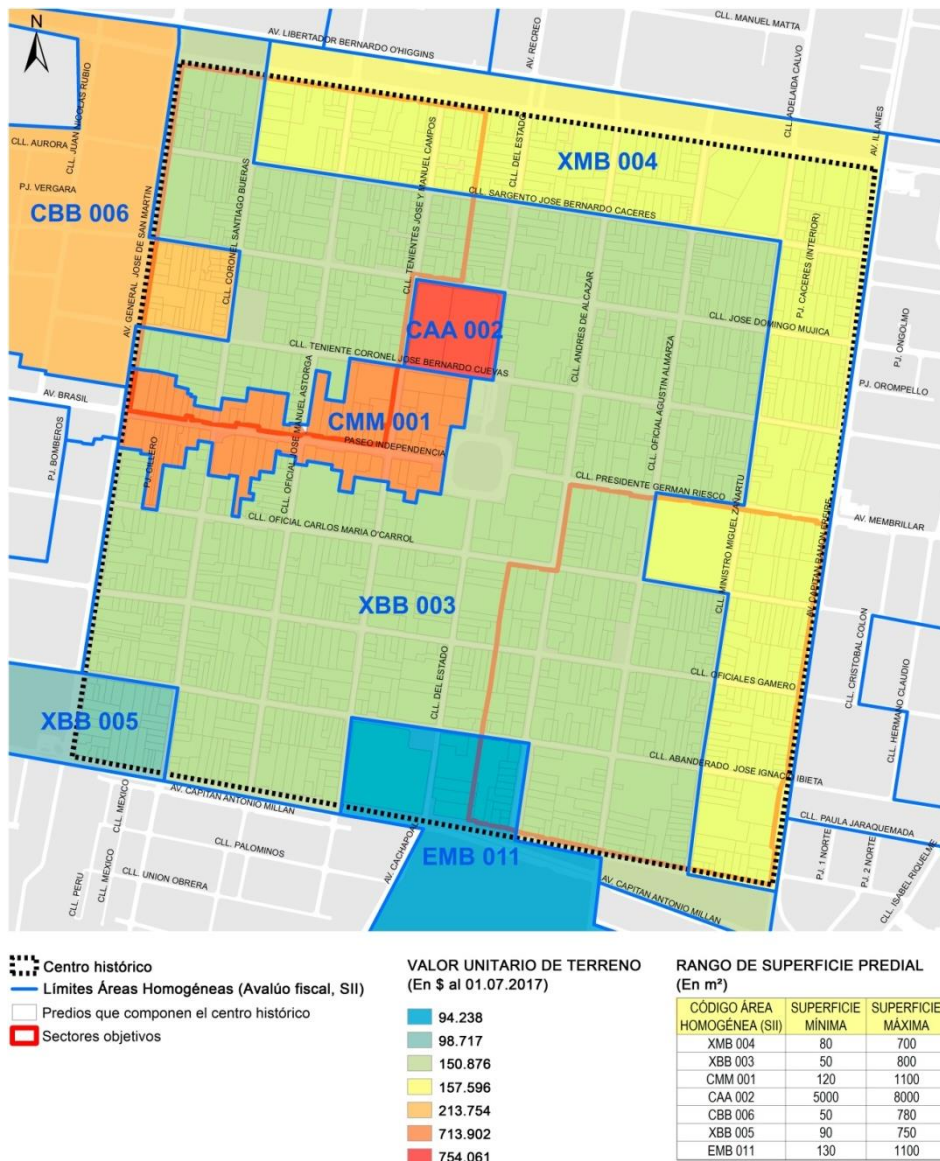 N
CLL. MANUEL MATTA
AV. LIBERTADOR BERNARDO O'HIGGINS
AV. RECREO
CLL. ADELAIDA CALVO
CLL. JUAN NICOLAS RUBIO
AV. ILLANES
CLL. AURORA
CLL. DEL ESTADO
XMB 004
PJ. VERGARA
CLL. SARGENTO JOSE BERNARDO CACERES
CBB 006
AV. GENERAL JOSE DE SAN MARTIN
CLL. CORONEL SANTIAGO BUERAS
CLL. TENIENTES JOSE Y MANUEL CAMPOS
PJ. CACERES (INTERIOR)
CLL. ANDRES DE ALCAZAR
CLL. JOSE DOMINGO MUJICA
CAA 002
CLL. TENIENTE CORONEL JOSE BERNARDO CUEVAS
CLL. OFICIAL AGUSTIN ALMARZA
PJ. ONGOLMO
PJ. OROMPELLO
AV. BRASIL
CLL. OFICIAL JOSE MANUEL ASTORGA
CMM 001
PASEO INDEPENDENCIA
PJ. BOMBEROS
PJ. CILLERO
CLL. PRESIDENTE GERMAN RIESCO
AV. MEMBRILLAR
CLL. OFICIAL CARLOS MARIA O'CARROL
CLL. MINISTRO MIGUEL ZAÑARTU
AV. CAPITAN RAMON FREIRE
XBB 003
CLL. CRISTOBAL COLON
CLL. HERMANO CLAUDIO
CLL. DEL ESTADO
CLL. OFICIALES GAMERO
XBB 005
CLL. ABANDERADO JOSE IGNACIO IBIETA
CLL. MEXICO
AV. CAPITAN ANTONIO MILLAN
CLL. PAULA JARAQUEMADA
CLL. PALOMINOS
AV. CACHAPOAL
EMB 011
PJ. 1 NORTE
PJ. 2 NORTE
CLL. ISABEL RIQUELME
CLL. PERU
CLL. MEXICO
CLL. UNION OBRERA
AV. CAPITAN ANTONIO MILLAN
Centro histórico
Límites Áreas Homogéneas (Avalúo fiscal, SII)
Predios que componen el centro histórico
Sectores objetivos
VALOR UNITARIO DE TERRENO
(En $ al 01.07.2017)
94.238
98.717
150.876
157.596
213.754
713.902
754.061
RANGO DE SUPERFICIE PREDIAL
(En m²)
CÓDIGO ÁREA HOMOGÉNEA (SII) SUPERFICIE MÍNIMA SUPERFICIE MÁXIMA
XMB 004 80 700
XBB 003 50 800
CMM 001 120 1100
CAA 002 5000 8000
CBB 006 50 780
XBB 005 90 750
EMB 011 130 1100